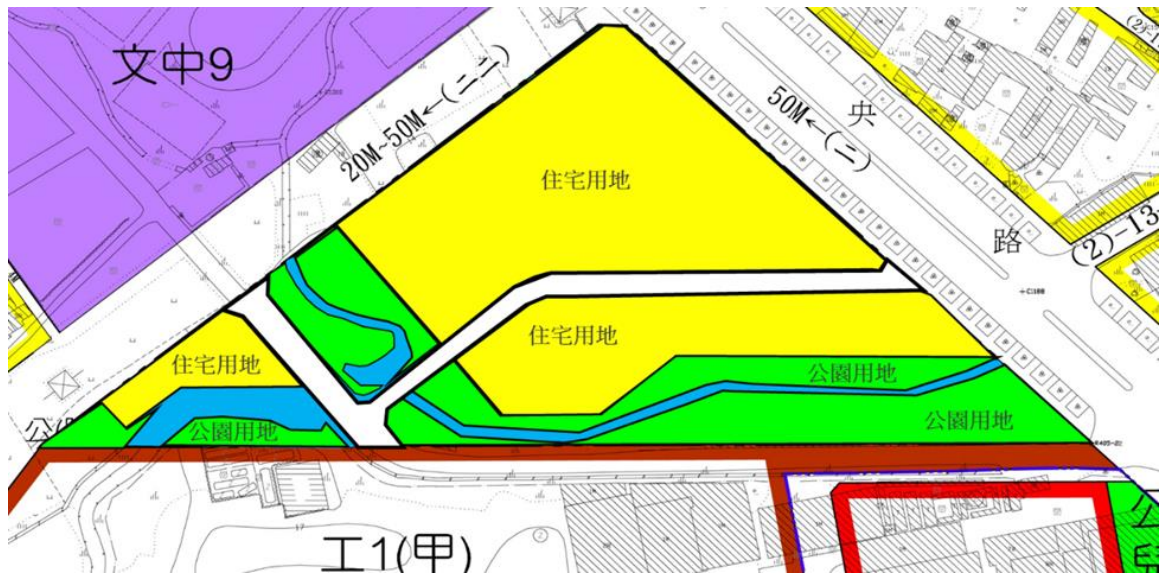 文中9
20M~50M←(二一)
50M←(二)
央
路
(2)-13
住宅用地
住宅用地
住宅用地
公園用地
公園用地
公園用地
工1(甲)